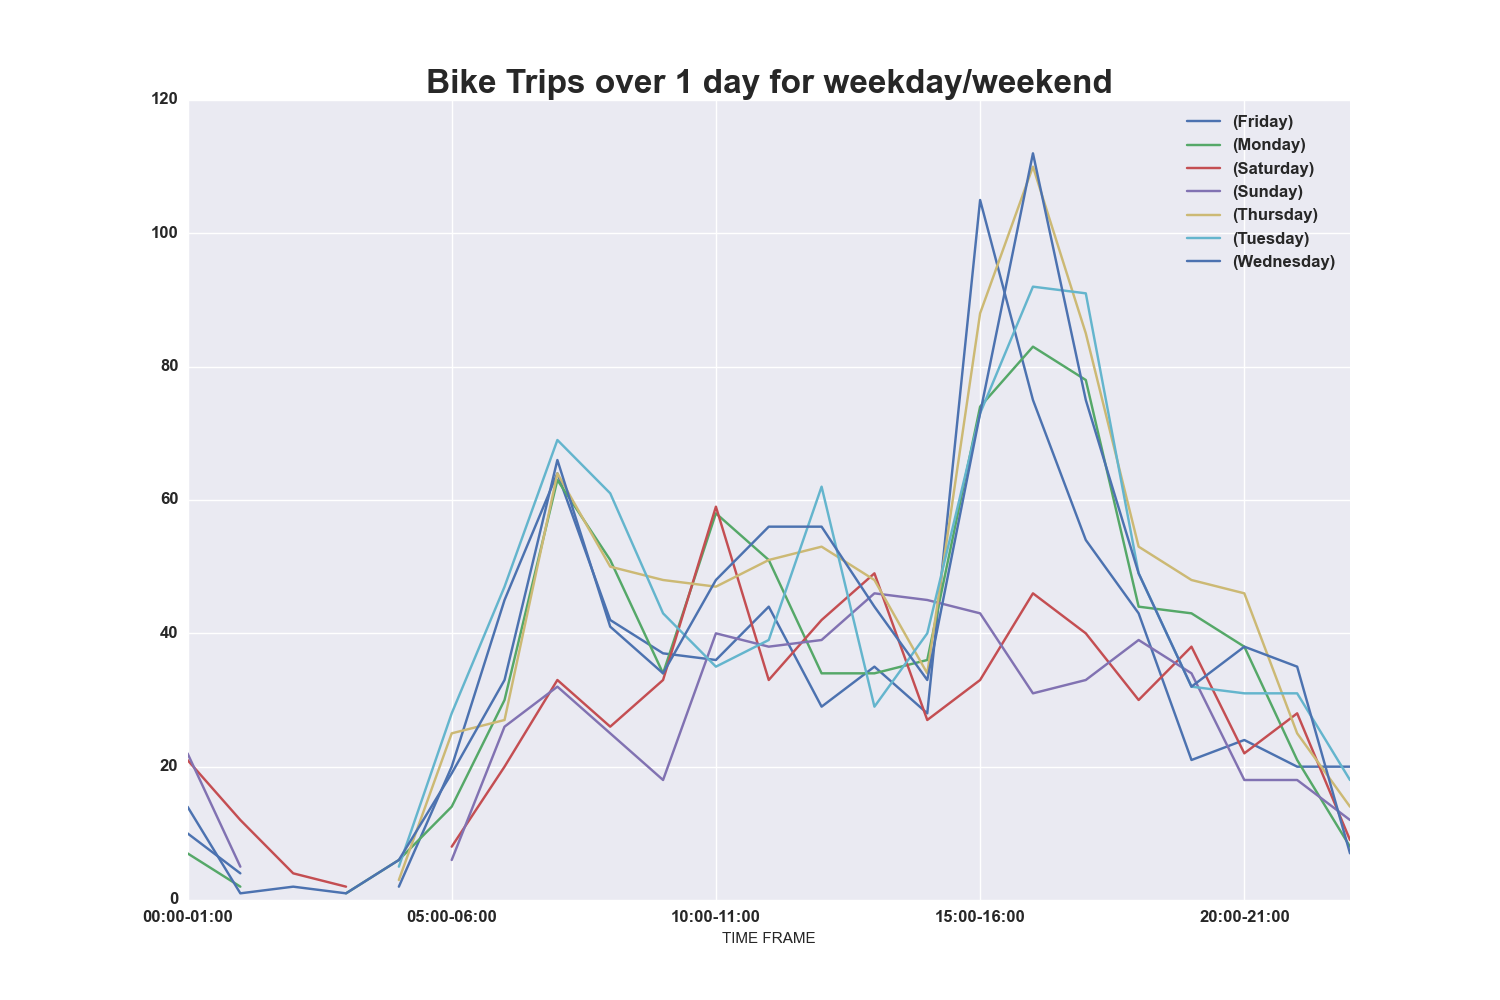 Bike Trips over 1 day for weekday/weekend
120
100
80
60
40
20
0
(Friday)
(Monday)
(Saturday)
(Sunday)
(Thursday)
(Tuesday)
(Wednesday)
00:00-01:00 05:00-06:00 10:00-11:00 15:00-16:00 20:00-21:00
TIME FRAME